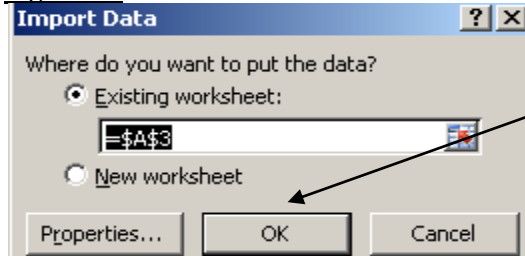 Import Data
Where do you want to put the data?
Existing worksheet:
=$A$3
New worksheet
Properties...
OK
Cancel